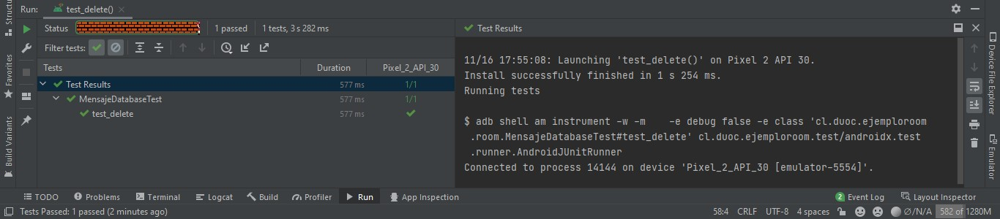 Run: test_delete()
Status 1 passed 1 tests, 3 s 282 ms
Test Results
Filter tests:
Tests Duration Pixel_2_API_30
Test Results 577 ms 1/1
MensajeDatabaseTest 577 ms 1/1
test_delete 577 ms
11/16 17:55:08: Launching 'test_delete()' on Pixel 2 API 30.
Install successfully finished in 1 s 254 ms.
Running tests
$ adb shell am instrument -w -m    -e debug false -e class 'cl.duoc.ejemploroom
.room.MensajeDatabaseTest#test_delete' cl.duoc.ejemploroom.test/androidx.test
.runner.AndroidJUnitRunner
Connected to process 14144 on device 'Pixel_2_API_30 [emulator-5554]'.
Favorites
Build Variants
Device File Explorer
Emulator
TODO Problems Terminal Logcat Build Profiler Run App Inspection 2 Event Log Layout Inspector
Tests Passed: 1 passed (2 minutes ago) 58:4 CRLF UTF-8 4 spaces Ø/N/A 582 of 1280M